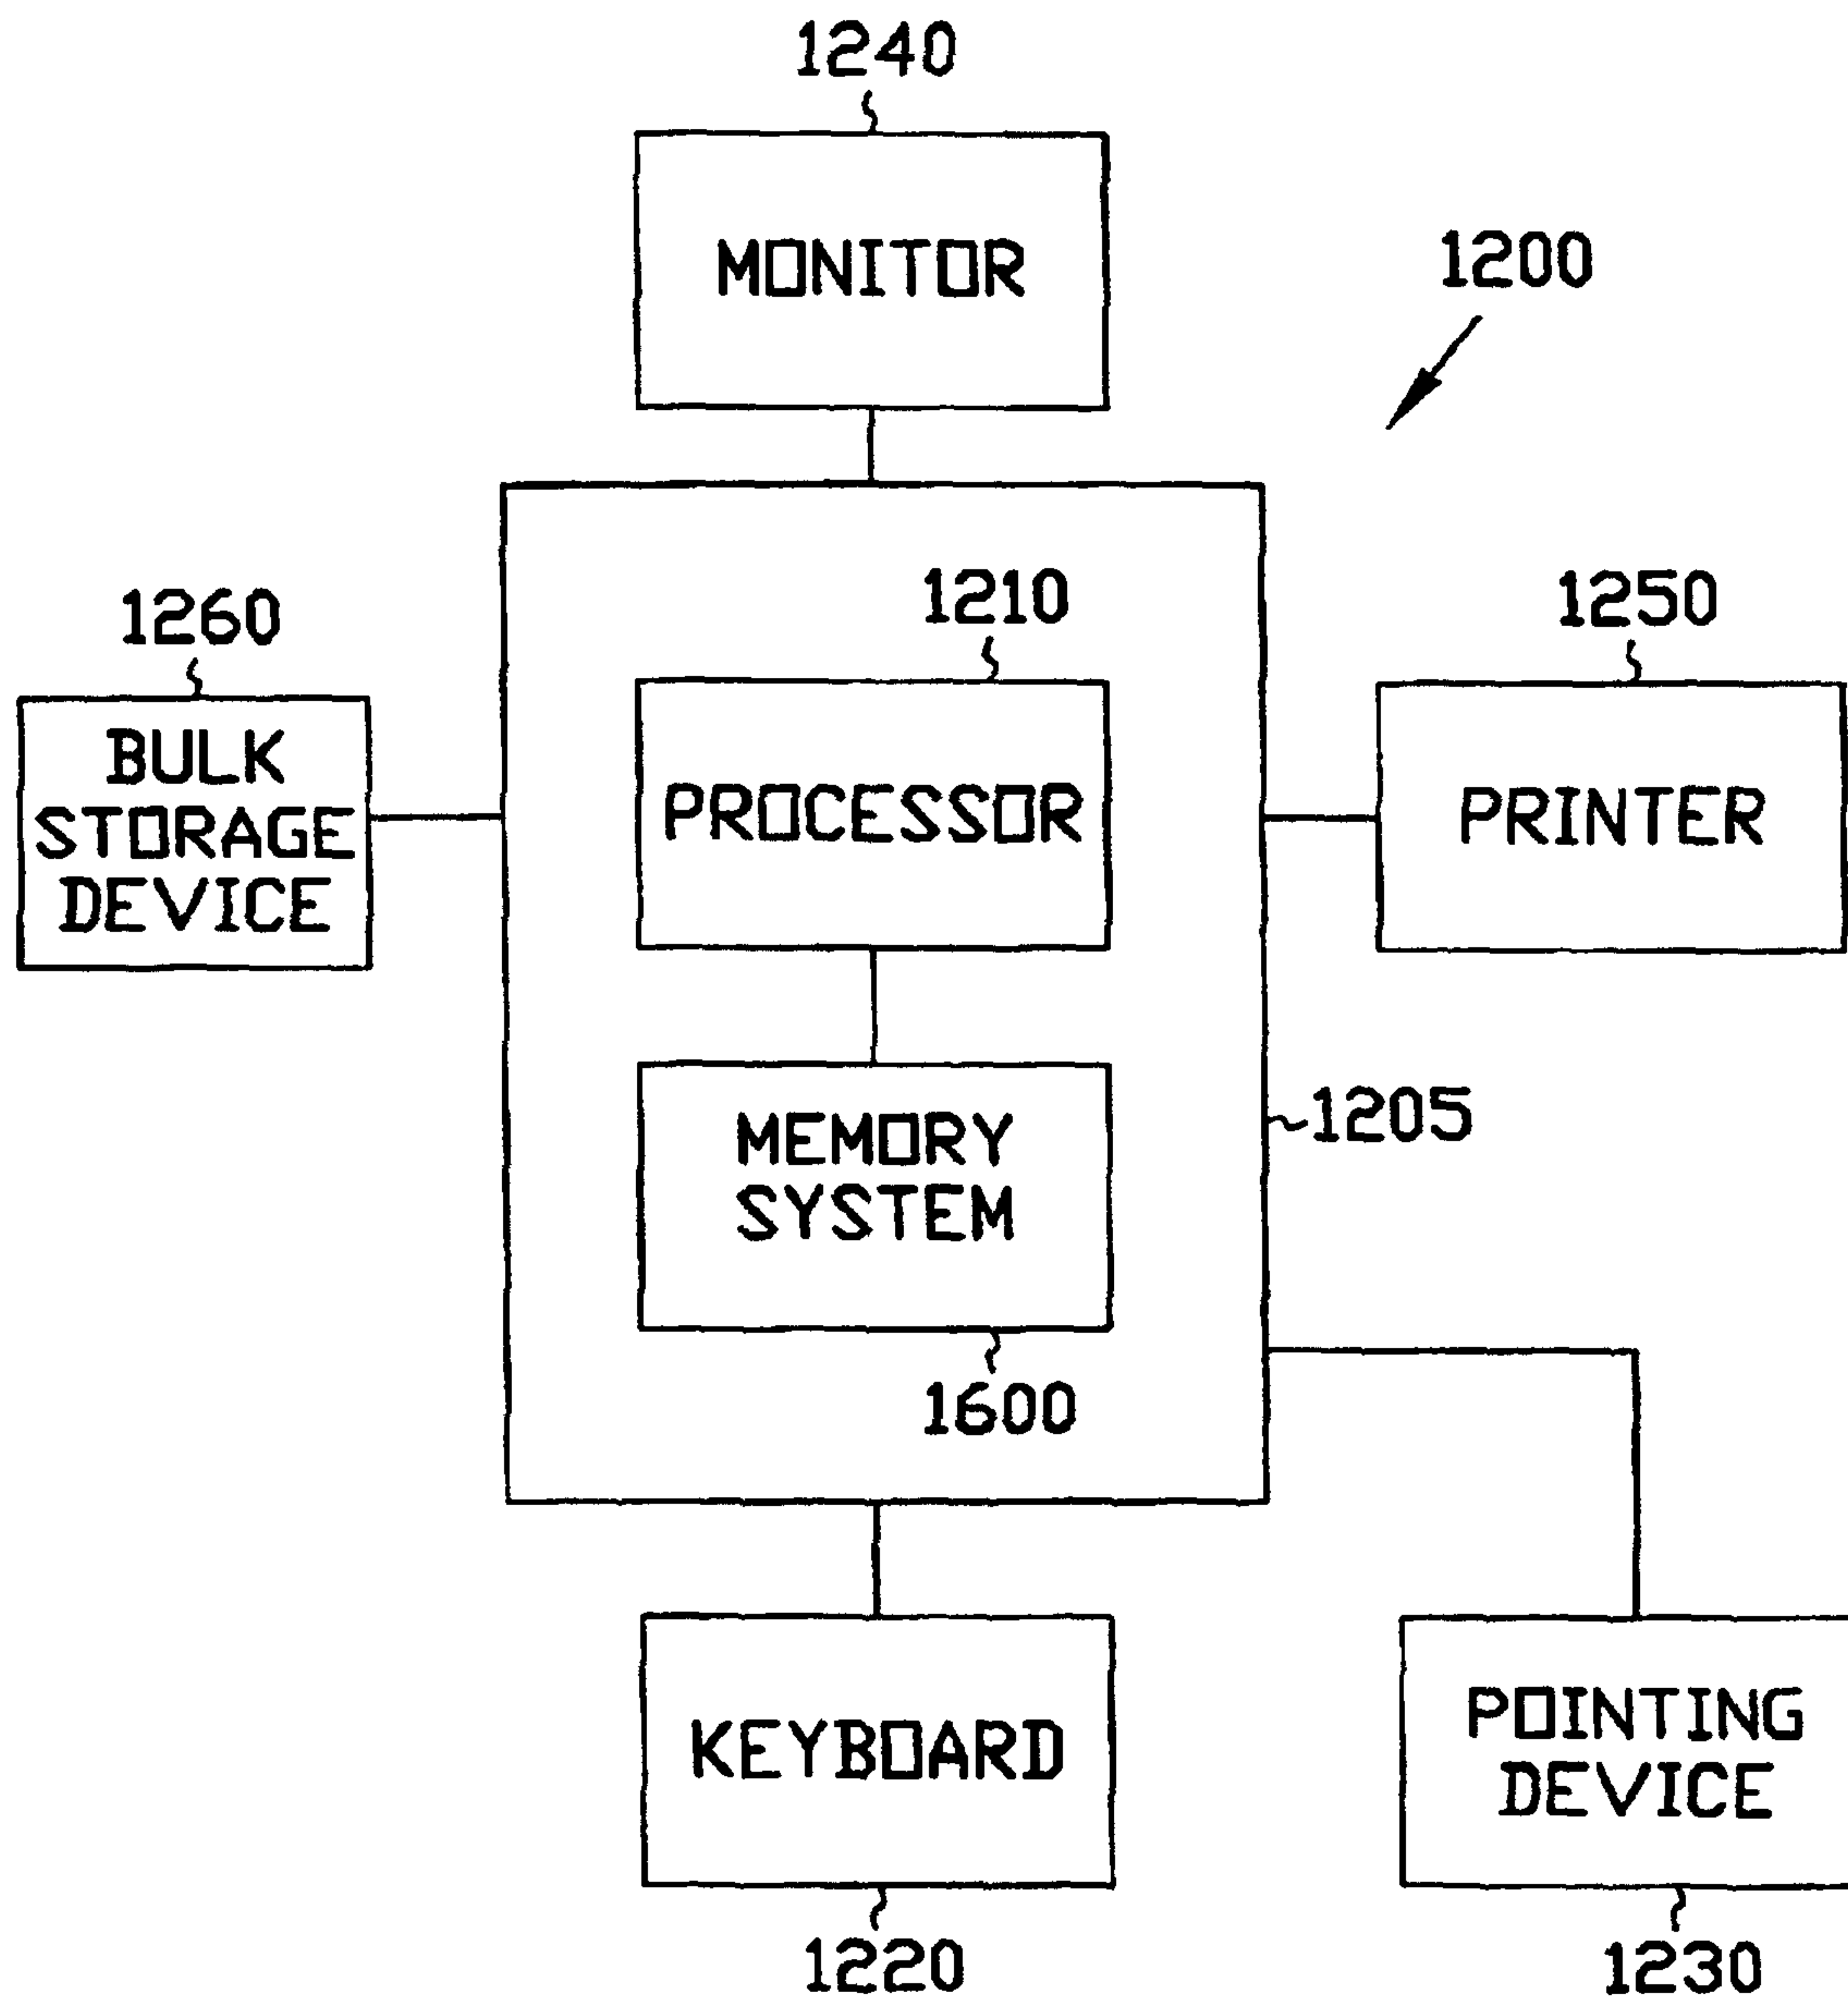 1240
MONITOR
1200
1260
BULK
STORAGE
DEVICE
1210
PROCESSOR
1250
PRINTER
MEMORY
SYSTEM
1205
1600
KEYBOARD
1220
POINTING
DEVICE
1230